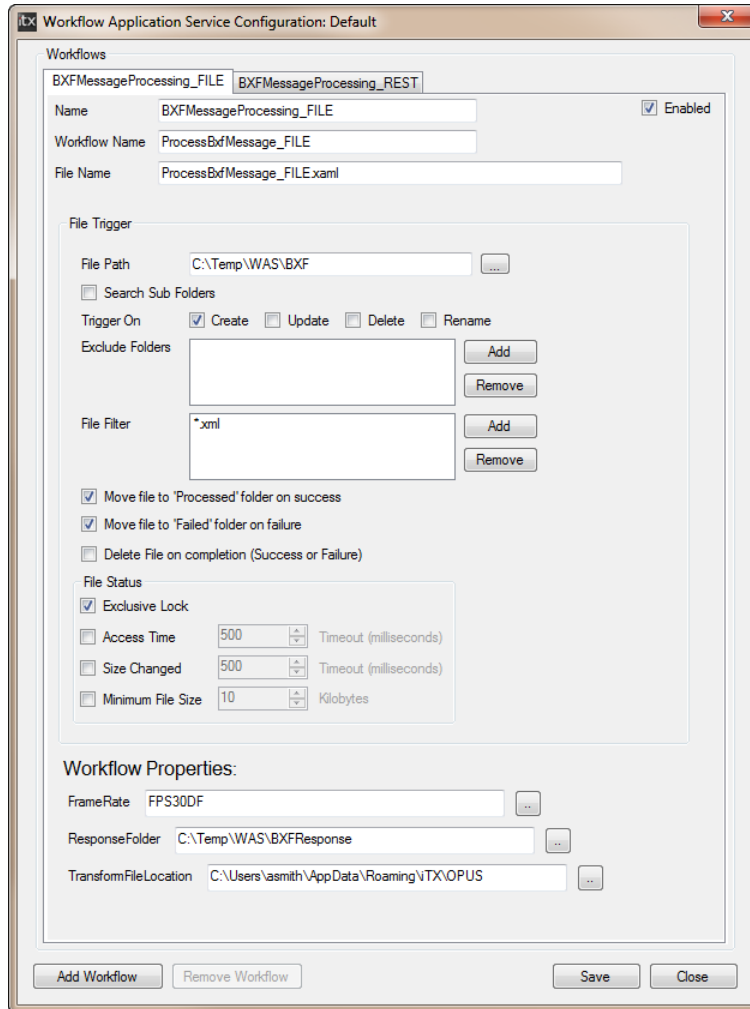 itx Workflow Application Service Configuration: Default
Workflows
BXFMessageProcessing_FILE BXFMessageProcessing_REST
Name BXFMessageProcessing_FILE Enabled
Workflow Name ProcessBxfMessage_FILE
File Name ProcessBxfMessage_FILE.xaml
File Trigger
File Path C:\Temp\WAS\BXF ...
Search Sub Folders
Trigger On Create Update Delete Rename
Exclude Folders Add
Remove
File Filter *.xml Add
Remove
Move file to 'Processed' folder on success
Move file to 'Failed' folder on failure
Delete File on completion (Success or Failure)
File Status
Exclusive Lock
Access Time 500 Timeout (milliseconds)
Size Changed 500 Timeout (milliseconds)
Minimum File Size 10 Kilobytes
Workflow Properties:
FrameRate FPS30DF ..
ResponseFolder C:\Temp\WAS\BXFResponse ..
TransformFileLocation C:\Users\asmith\AppData\Roaming\iTX\OPUS ..
Add Workflow Remove Workflow Save Close